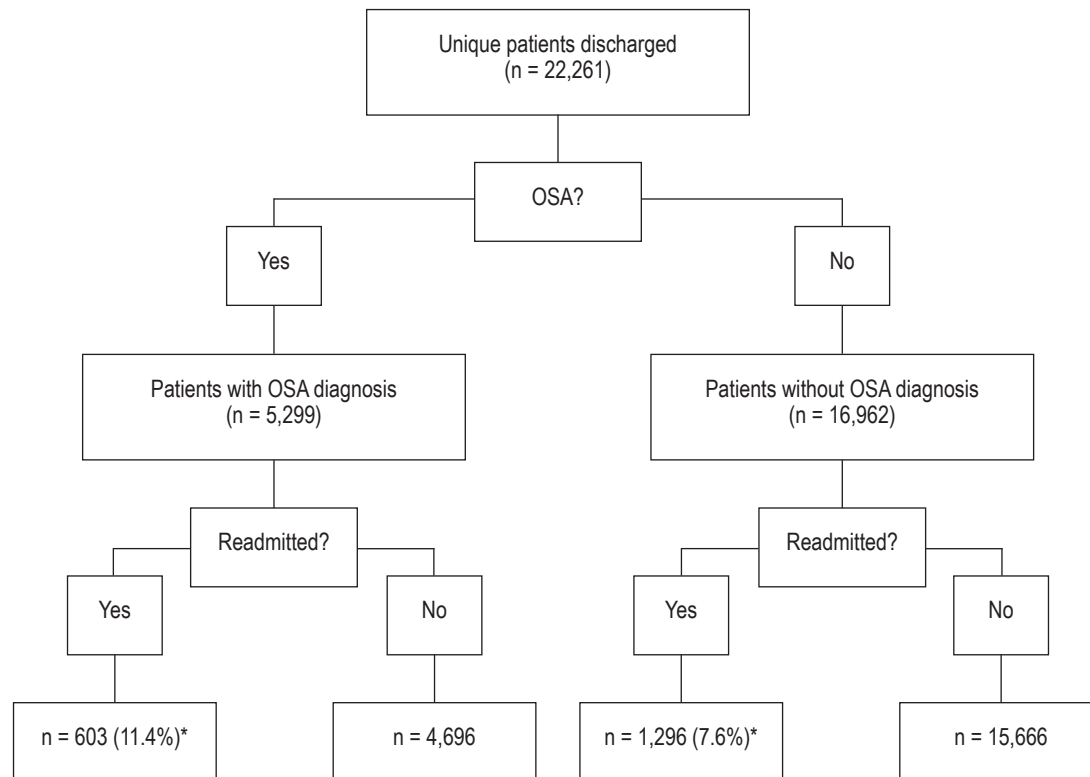 Unique patients discharged
(n = 22,261)
OSA?
Yes
No
Patients with OSA diagnosis
(n = 5,299)
Patients without OSA diagnosis
(n = 16,962)
Readmitted?
Readmitted?
Yes
No
Yes
No
n = 603 (11.4%)*
n = 4,696
n = 1,296 (7.6%)*
n = 15,666